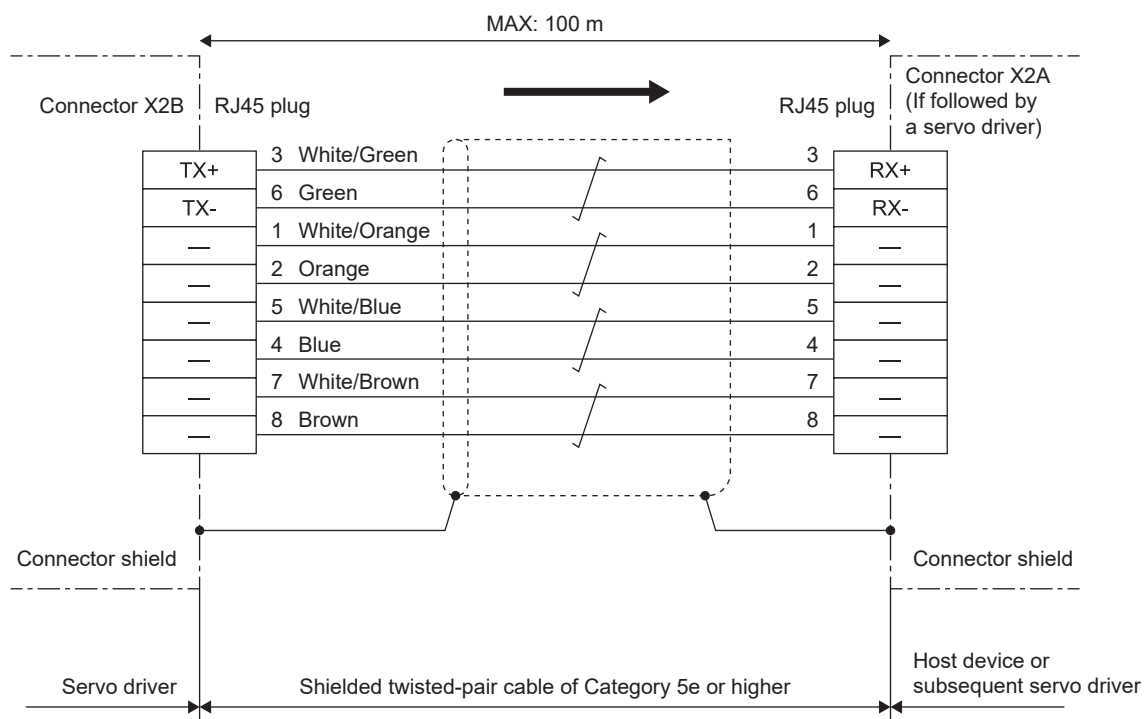 MAX: 100 m
Connector X2B
RJ45 plug
RJ45 plug
Connector X2A
(If followed by
a servo driver)
TX+ 3 White/Green 3 RX+
TX- 6 Green 6 RX-
— 1 White/Orange 1 —
— 2 Orange 2 —
— 5 White/Blue 5 —
— 4 Blue 4 —
— 7 White/Brown 7 —
— 8 Brown 8 —
Connector shield
Connector shield
Servo driver
Shielded twisted-pair cable of Category 5e or higher
Host device or
subsequent servo driver